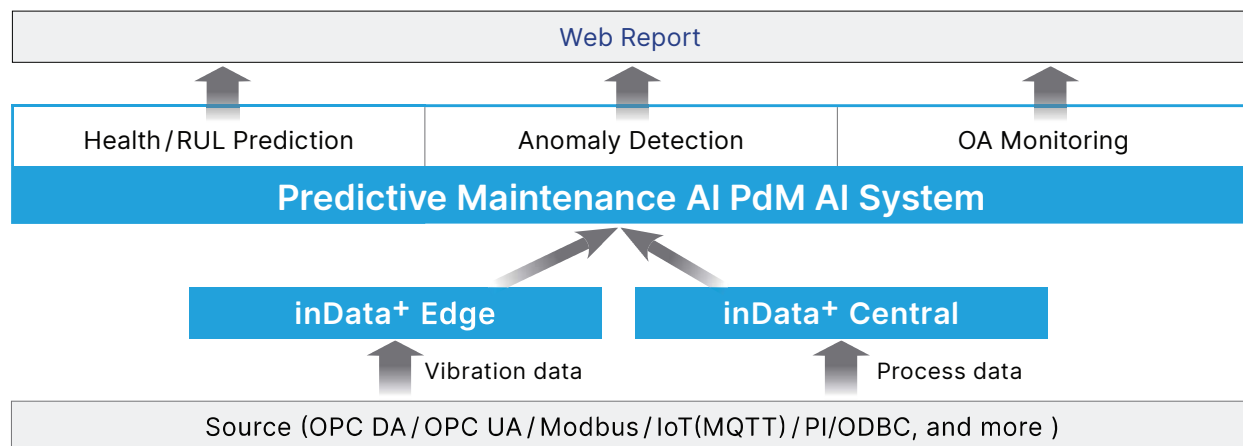 Web Report
Health/RUL Prediction
Anomaly Detection
OA Monitoring
Predictive Maintenance AI PdM AI System
inData+ Edge
inData+ Central
Vibration data
Process data
Source (OPC DA/OPC UA/Modbus/IoT(MQTT)/PI/ODBC, and more )